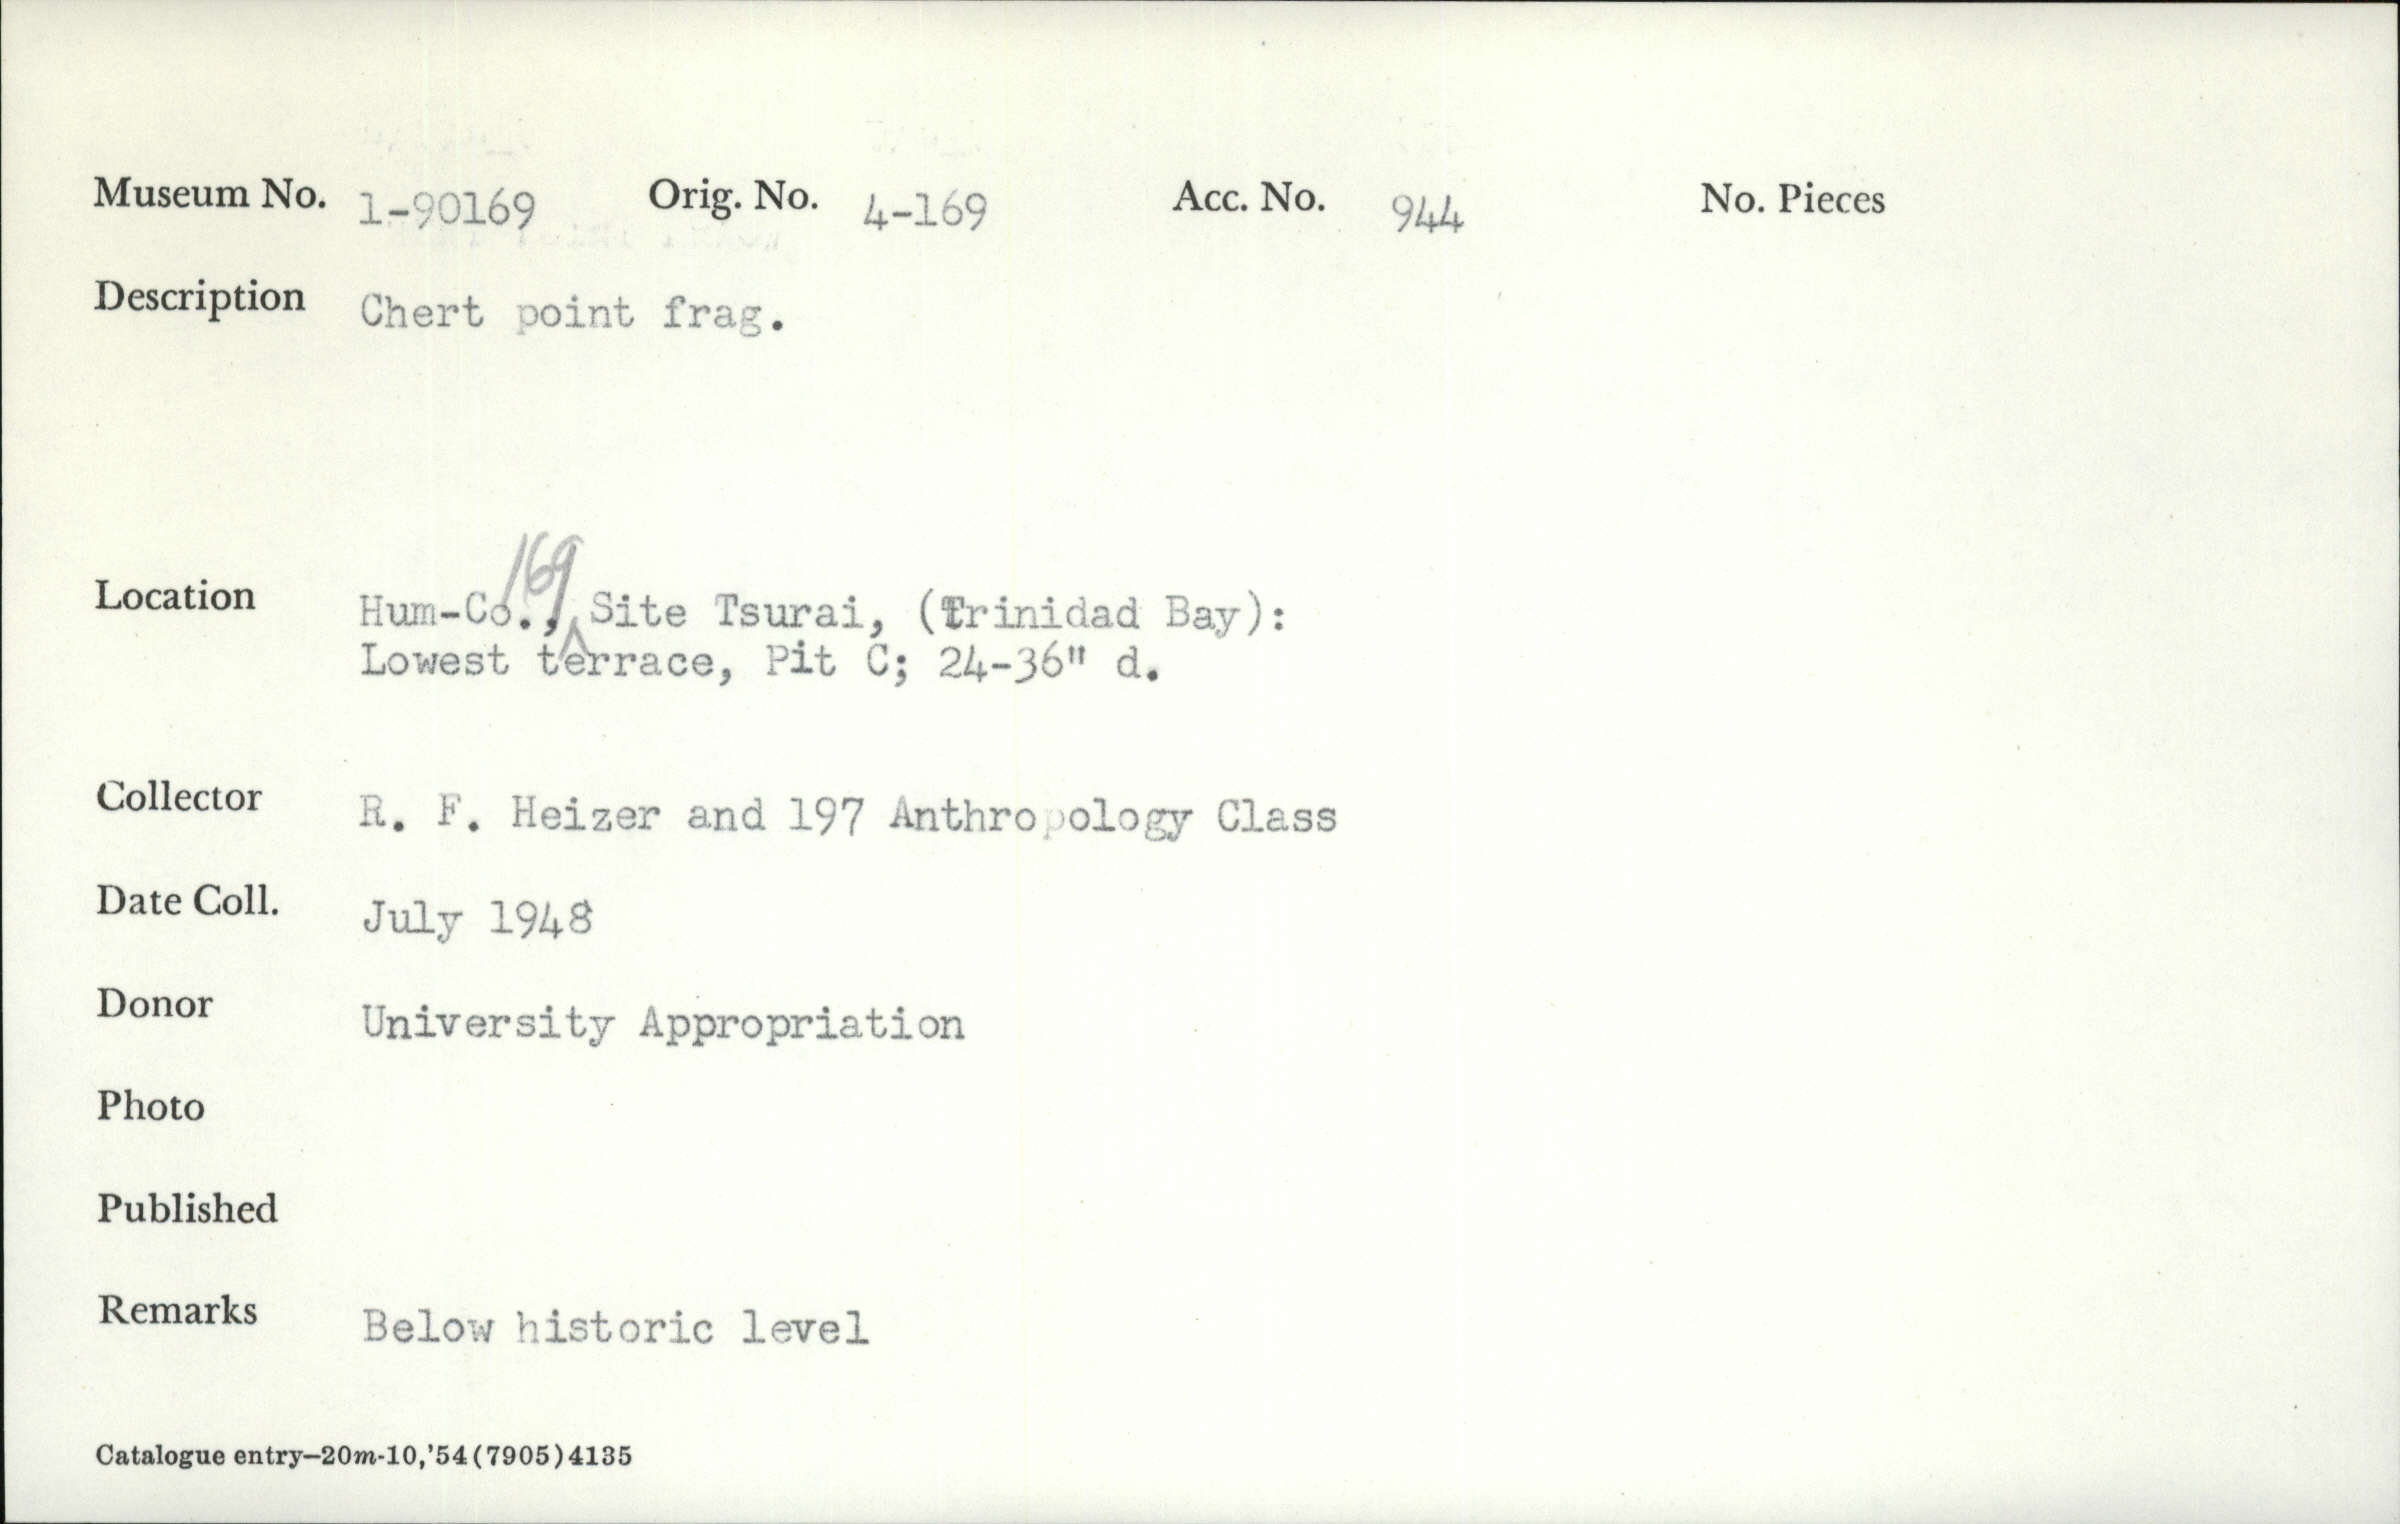 Museum No. 1-90169 Orig. No. 4-169 Acc. No. 944 No. Pieces
Description Chert point frag.
Location Hum-Co., 169 Site Tsurai, (Trinidad Bay):
Lowest terrace, Pit C; 24-36" d.
Collector R. F. Heizer and 197 Anthropology Class
Date Coll. July 1948
Donor University Appropriation
Photo
Published
Remarks Below historic level
Catalogue entry—20m-10,'54(7905)4135